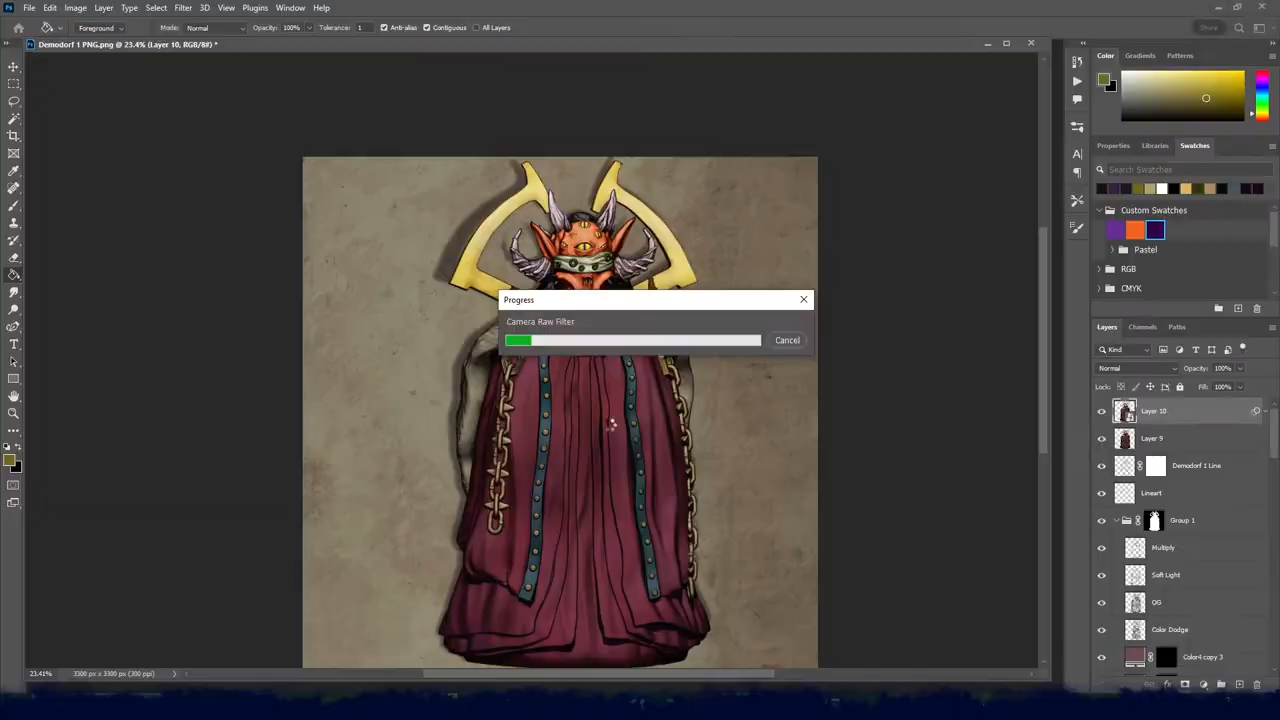 Ps File Edit Image Layer Type Select Filter 3D View Plugins Window Help
Foreground Mode: Normal Opacity: 100% Tolerance: 1 Anti-alias Contiguous All Layers Share
Ps Demodorf 1 PNG.png @ 23.4% (Layer 10, RGB/8#) *
Color Gradients Patterns
Properties Libraries Swatches
Search Swatches
Custom Swatches
Pastel
RGB
CMYK
Progress
Camera Raw Filter
Cancel
Layers Channels Paths
Kind
Normal Opacity: 100%
Lock: Fill: 100%
Layer 10
Layer 9
Demodorf 1 Line
Lineart
Group 1
Multiply
Soft Light
OG
Color Dodge
Color4 copy 3
23.41% 3300 px x 3300 px (300 ppi)